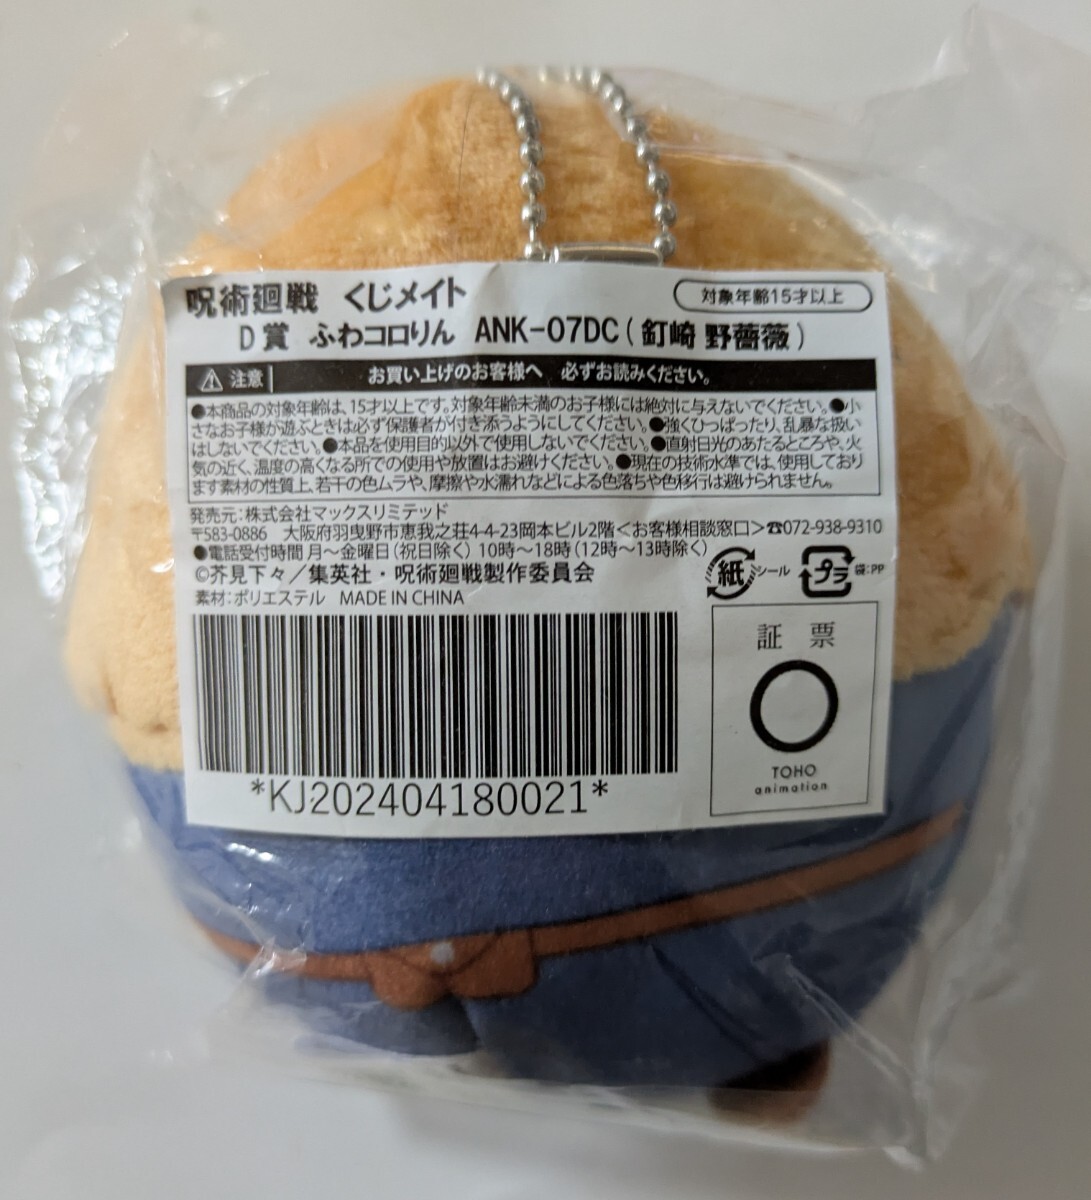 呪術廻戦 くじメイト
対象年齢15才以上
D賞 ふわコロりん ANK-07DC(釘崎 野薔薇)
注意 お買い上げのお客様へ 必ずお読みください。
●本商品の対象年齢は、15才以上です。対象年齢未満のお子様には絶対に与えないでください。●小
さなお子様が遊ぶときは必ず保護者が付き添うようにしてください。●強くひっぱったり、乱暴な扱い
はしないでください。●本品を使用目的以外で使用しないでください。●直射日光のあたるところや、火
気の近く、温度の高くなる所での使用や放置はお避けください。●現在の技術水準では、使用しており
ます素材の性質上、若干の色ムラや、摩擦や水濡れなどによる色落ちや色移行は避けられません。
発売元:株式会社マックスリミテッド
〒583-0886 大阪府羽曳野市恵我之荘4-4-23岡本ビル2階<お客様相談窓口>☎072-938-9310
●電話受付時間 月~金曜日(祝日除く) 10時~18時(12時~13時除く)
©芥見下々/集英社・呪術廻戦製作委員会
素材:ポリエステル MADE IN CHINA
紙 シール プラ 袋:PP
*KJ202404180021*
証票
TOHO
animation